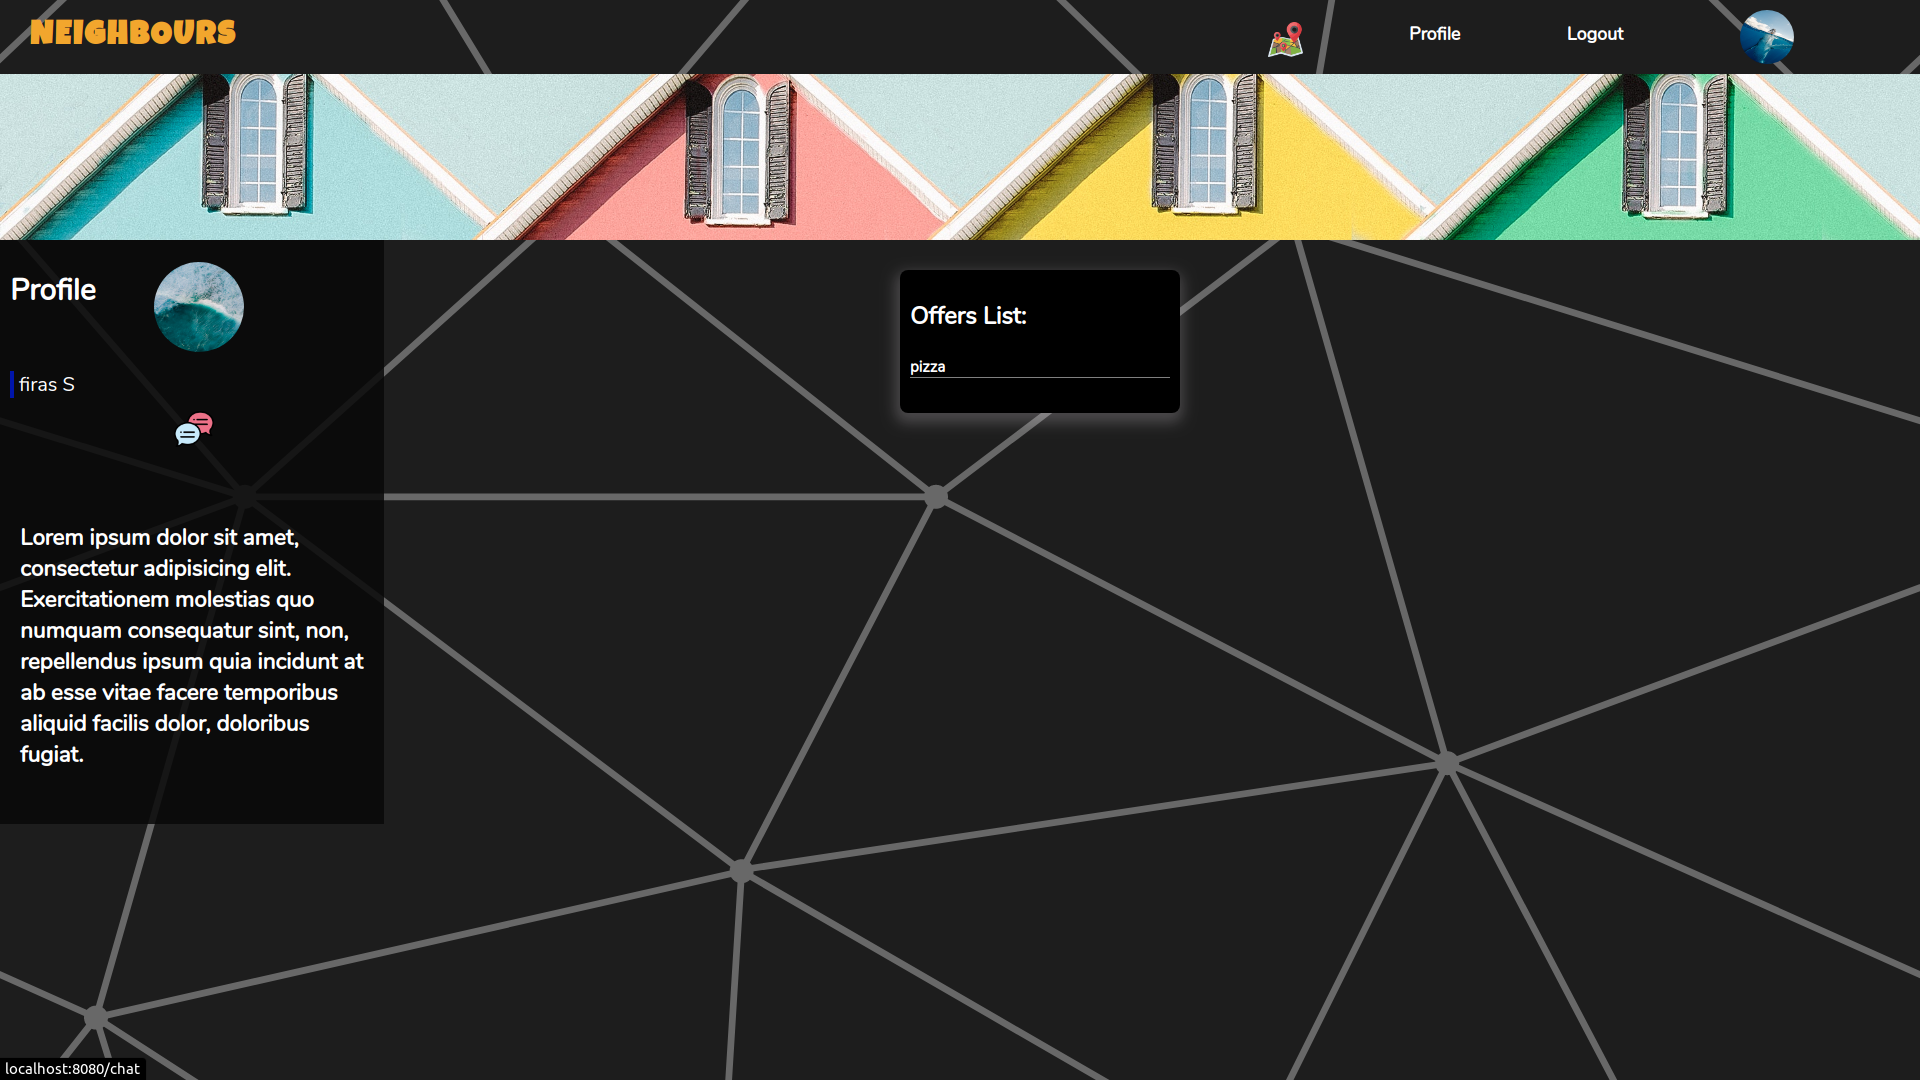 NEIGHBOURS
Profile
Logout
Profile
firas S
Lorem ipsum dolor sit amet,
consectetur adipisicing elit.
Exercitationem molestias quo
numquam consequatur sint, non,
repellendus ipsum quia incidunt at
ab esse vitae facere temporibus
aliquid facilis dolor, doloribus
fugiat.
Offers List:
pizza
localhost:8080/chat